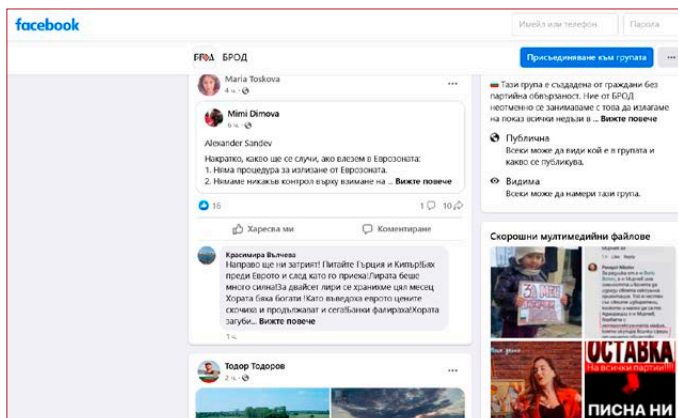 facebook
Имейл или телефон
Парола
БРОД БРОД
Присъединяване към групата
Maria Toskova
4 ч.
Mimi Dimova
6 ч.
Alexander Sandev
Накратко, какво ще се случи, ако влезем в Еврозоната:
1. Няма процедура за излизане от Еврозоната.
2. Нямаме никакъв контрол върху взимане на ... Вижте повече
16
1
10
Харесва ми
Коментиране
Красимира Вълчева
Направо ще ни затрият! Питайте Гърция и Кипър!Бях
преди Еврото и след като го приеха!Лирата беше
много силна!За двайсет лири се хранихме цял месец
Хората бяха богати !Като въведоха еврото цените
скочиха и продължават и сега!Банки фалираха!Хората
загуби... Вижте повече
1 ч.
Тодор Тодоров
2 ч.
Тази група е създадена от граждани без
партийна обвързаност. Ние от БРОД
неотменно се занимаваме с това да излагаме
на показ всички недъзи в ... Вижте повече
Публична
Всеки може да види кой е в групата и
какво се публикува.
Видима
Всеки може да намери тази група.
Скорошни мултимедийни файлове
ЗА МЕН
ОСТАВКА
На всички партии!!!
ПИСНА НИ